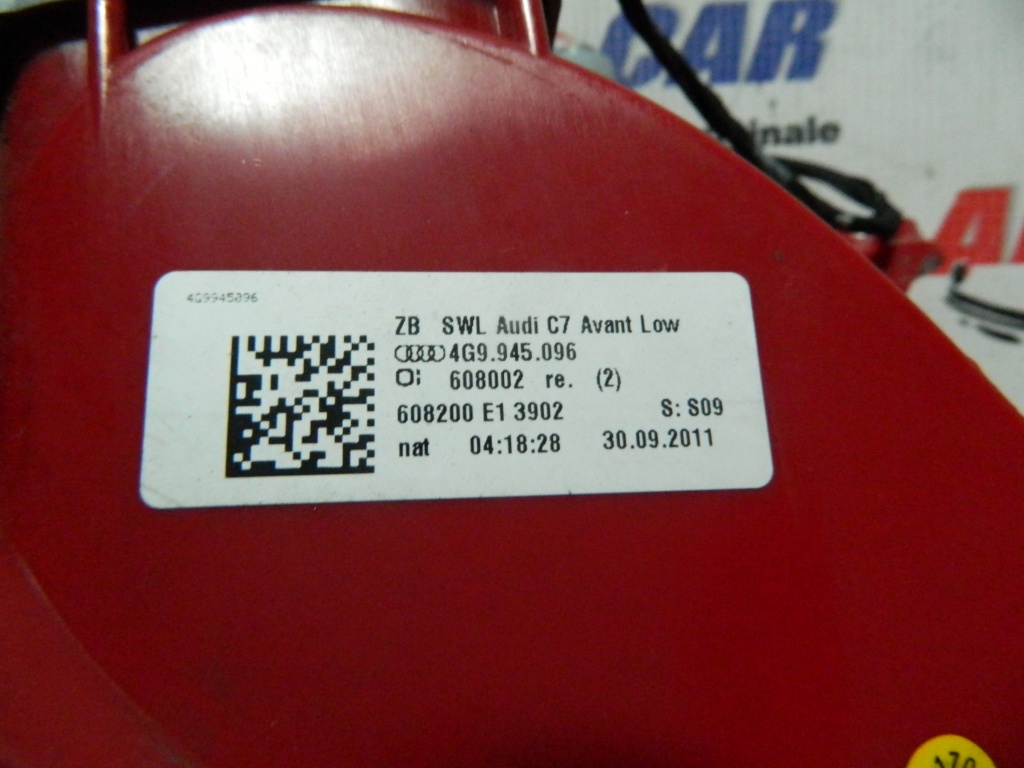 CAR
4G9945096
ZB SWL Audi C7 Avant Low
4G9.945.096
608002 re. (2)
608200 E1 3902 S: S09
nat 04:18:28 30.09.2011